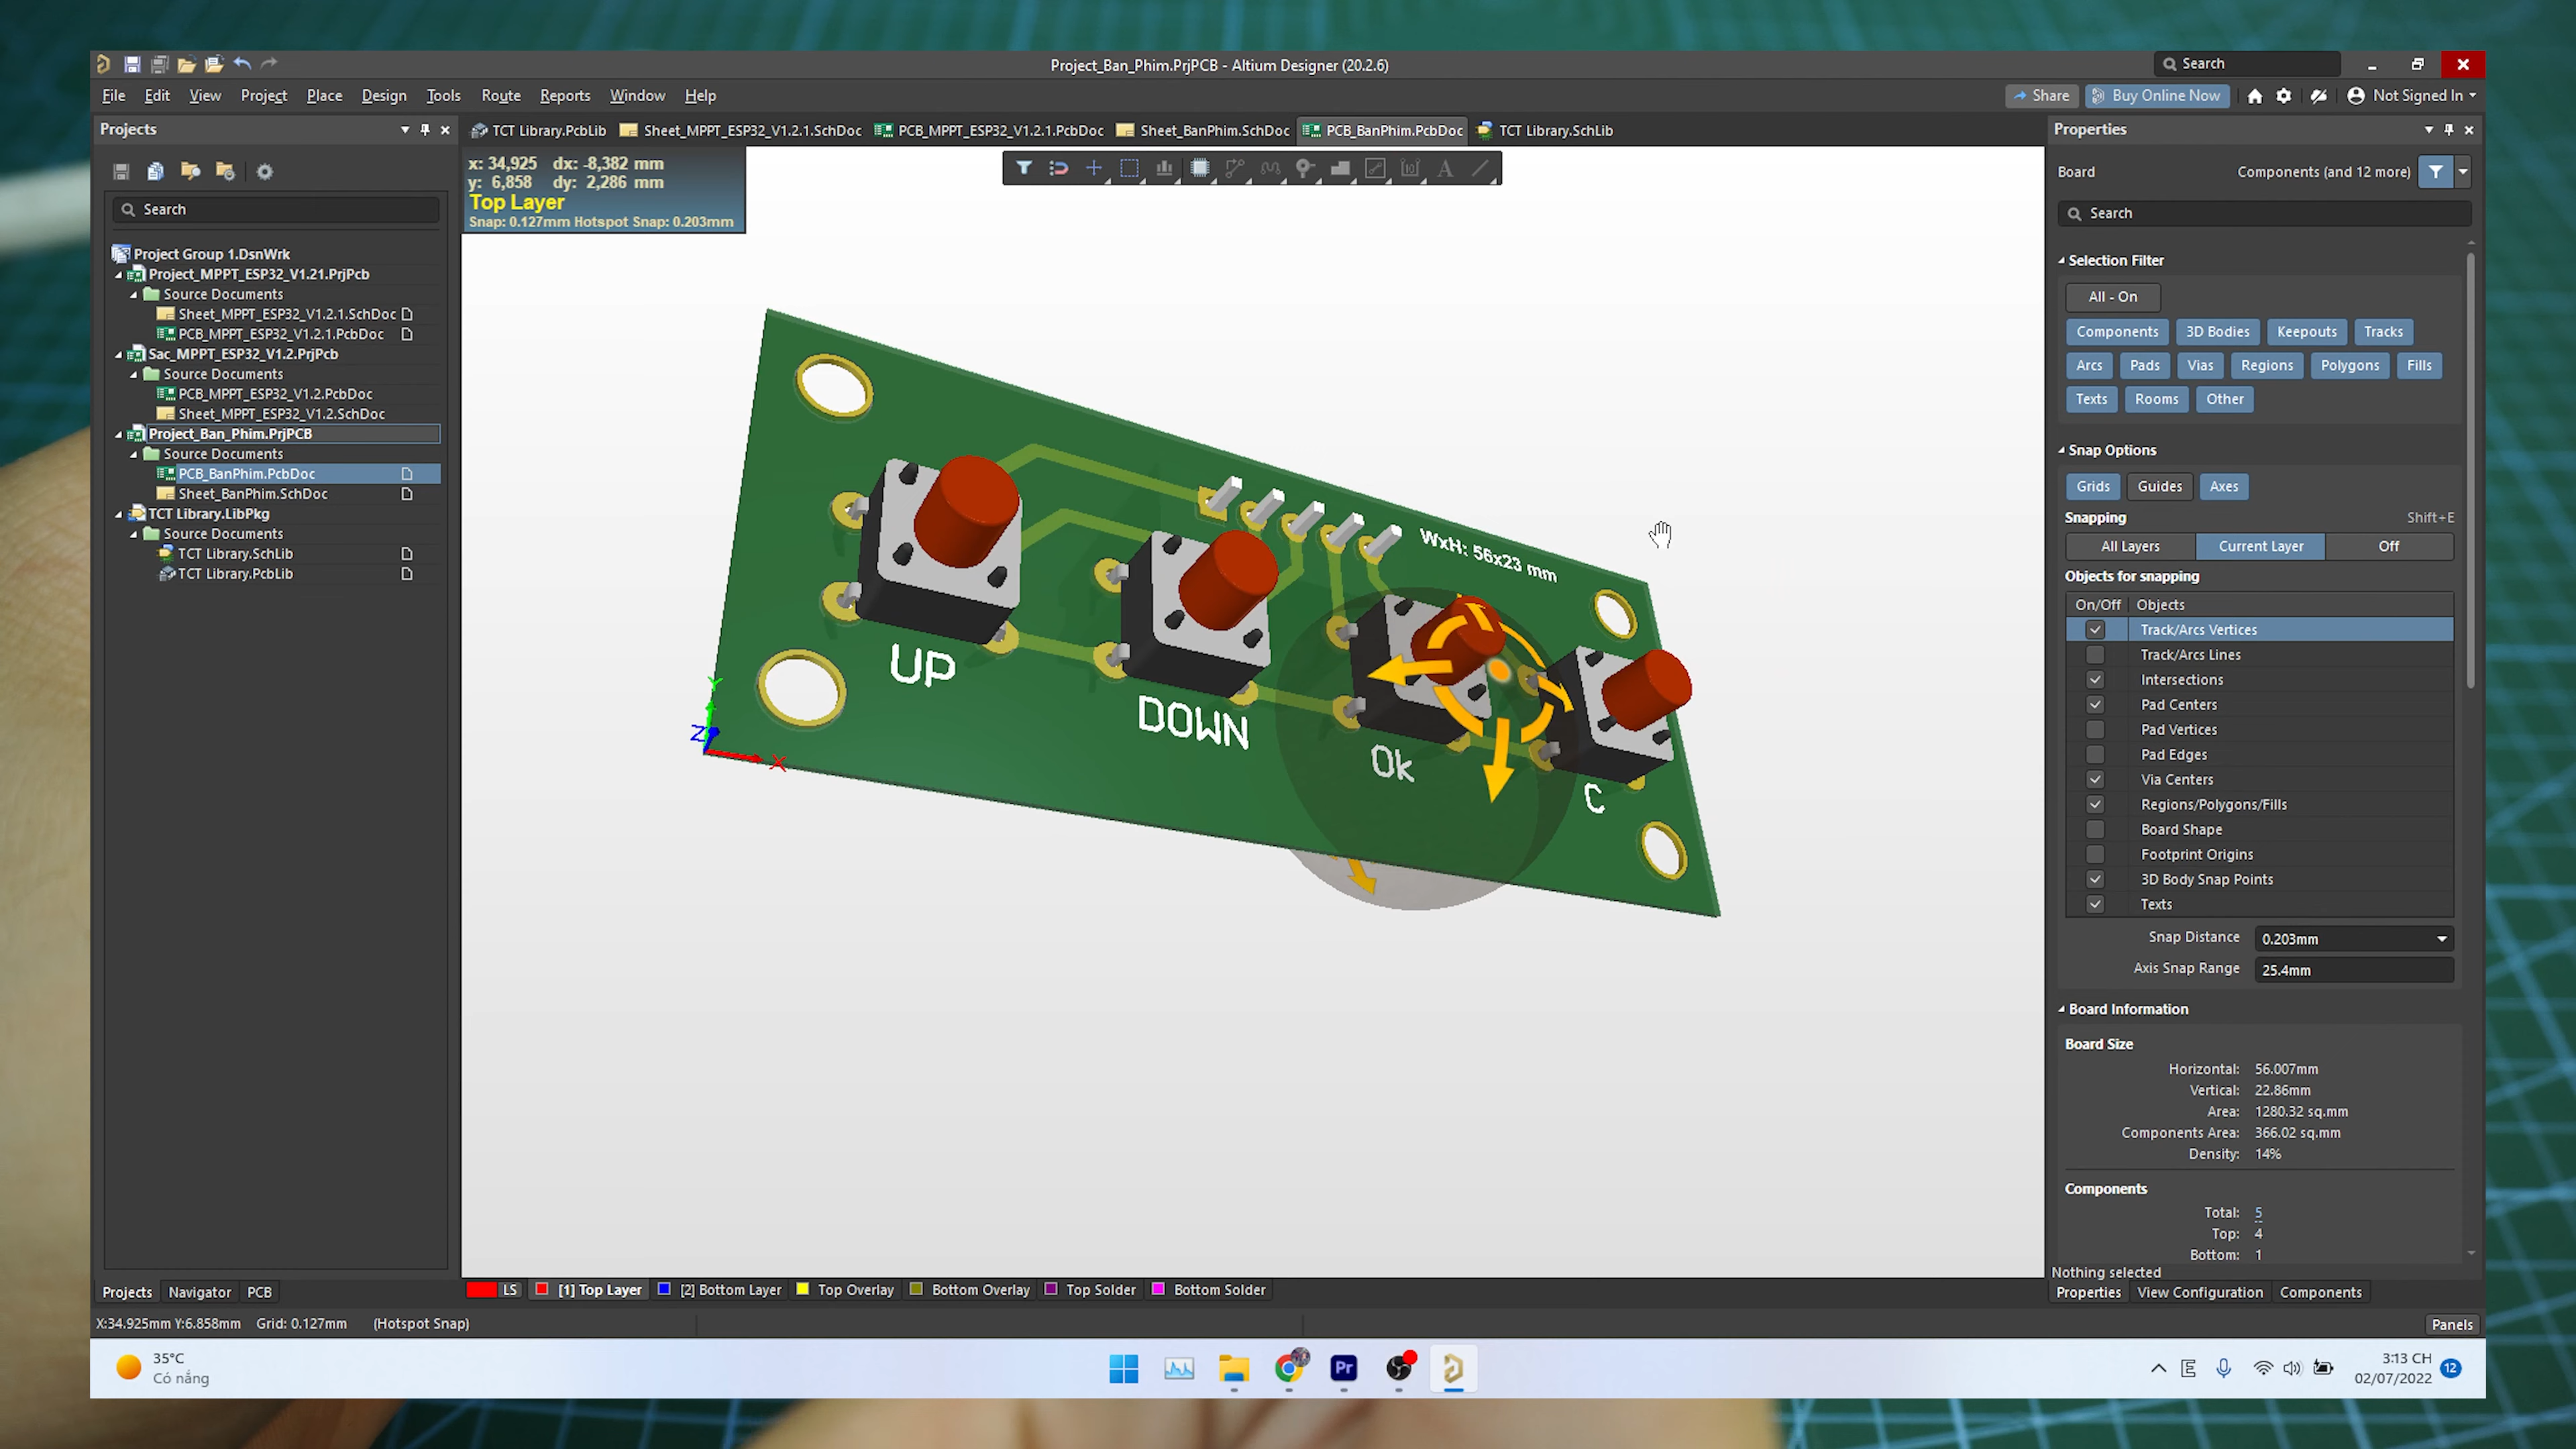 Project_Ban_Phim.PrjPCB - Altium Designer (20.2.6)
Search
File Edit View Project Place Design Tools Route Reports Window Help
Share
Buy Online Now
Not Signed In
Projects
TCT Library.PcbLib
Sheet_MPPT_ESP32_V1.2.1.SchDoc
PCB_MPPT_ESP32_V1.2.1.PcbDoc
Sheet_BanPhim.SchDoc
PCB_BanPhim.PcbDoc
TCT Library.SchLib
Search
Project Group 1.DsnWrk
Project_MPPT_ESP32_V1.21.PrjPcb
Source Documents
Sheet_MPPT_ESP32_V1.2.1.SchDoc
PCB_MPPT_ESP32_V1.2.1.PcbDoc
Sac_MPPT_ESP32_V1.2.PrjPcb
Source Documents
PCB_MPPT_ESP32_V1.2.PcbDoc
Sheet_MPPT_ESP32_V1.2.SchDoc
Project_Ban_Phim.PrjPCB
Source Documents
PCB_BanPhim.PcbDoc
Sheet_BanPhim.SchDoc
TCT Library.LibPkg
Source Documents
TCT Library.SchLib
TCT Library.PcbLib
Projects Navigator PCB
x: 34,925 dx: -8,382 mm
y: 6,858 dy: 2,286 mm
Top Layer
Snap: 0.127mm Hotspot Snap: 0.203mm
WxH: 56x23 mm
UP
DOWN
Ok
C
Y
Z
X
LS
[1] Top Layer
[2] Bottom Layer
Top Overlay
Bottom Overlay
Top Solder
Bottom Solder
Properties
Board
Components (and 12 more)
Search
Selection Filter
All - On
Components 3D Bodies Keepouts Tracks
Arcs Pads Vias Regions Polygons Fills
Texts Rooms Other
Snap Options
Grids Guides Axes
Snapping Shift+E
All Layers Current Layer Off
Objects for snapping
On/Off Objects
Track/Arcs Vertices
Track/Arcs Lines
Intersections
Pad Centers
Pad Vertices
Pad Edges
Via Centers
Regions/Polygons/Fills
Board Shape
Footprint Origins
3D Body Snap Points
Texts
Snap Distance 0.203mm
Axis Snap Range 25.4mm
Board Information
Board Size
Horizontal: 56.007mm
Vertical: 22.86mm
Area: 1280.32 sq.mm
Components Area: 366.02 sq.mm
Density: 14%
Components
Total: 5
Top: 4
Bottom: 1
Nothing selected
Properties View Configuration Components
X:34.925mm Y:6.858mm Grid: 0.127mm (Hotspot Snap)
Panels
35°C
Có nắng
Pr
E
3:13 CH
02/07/2022
12